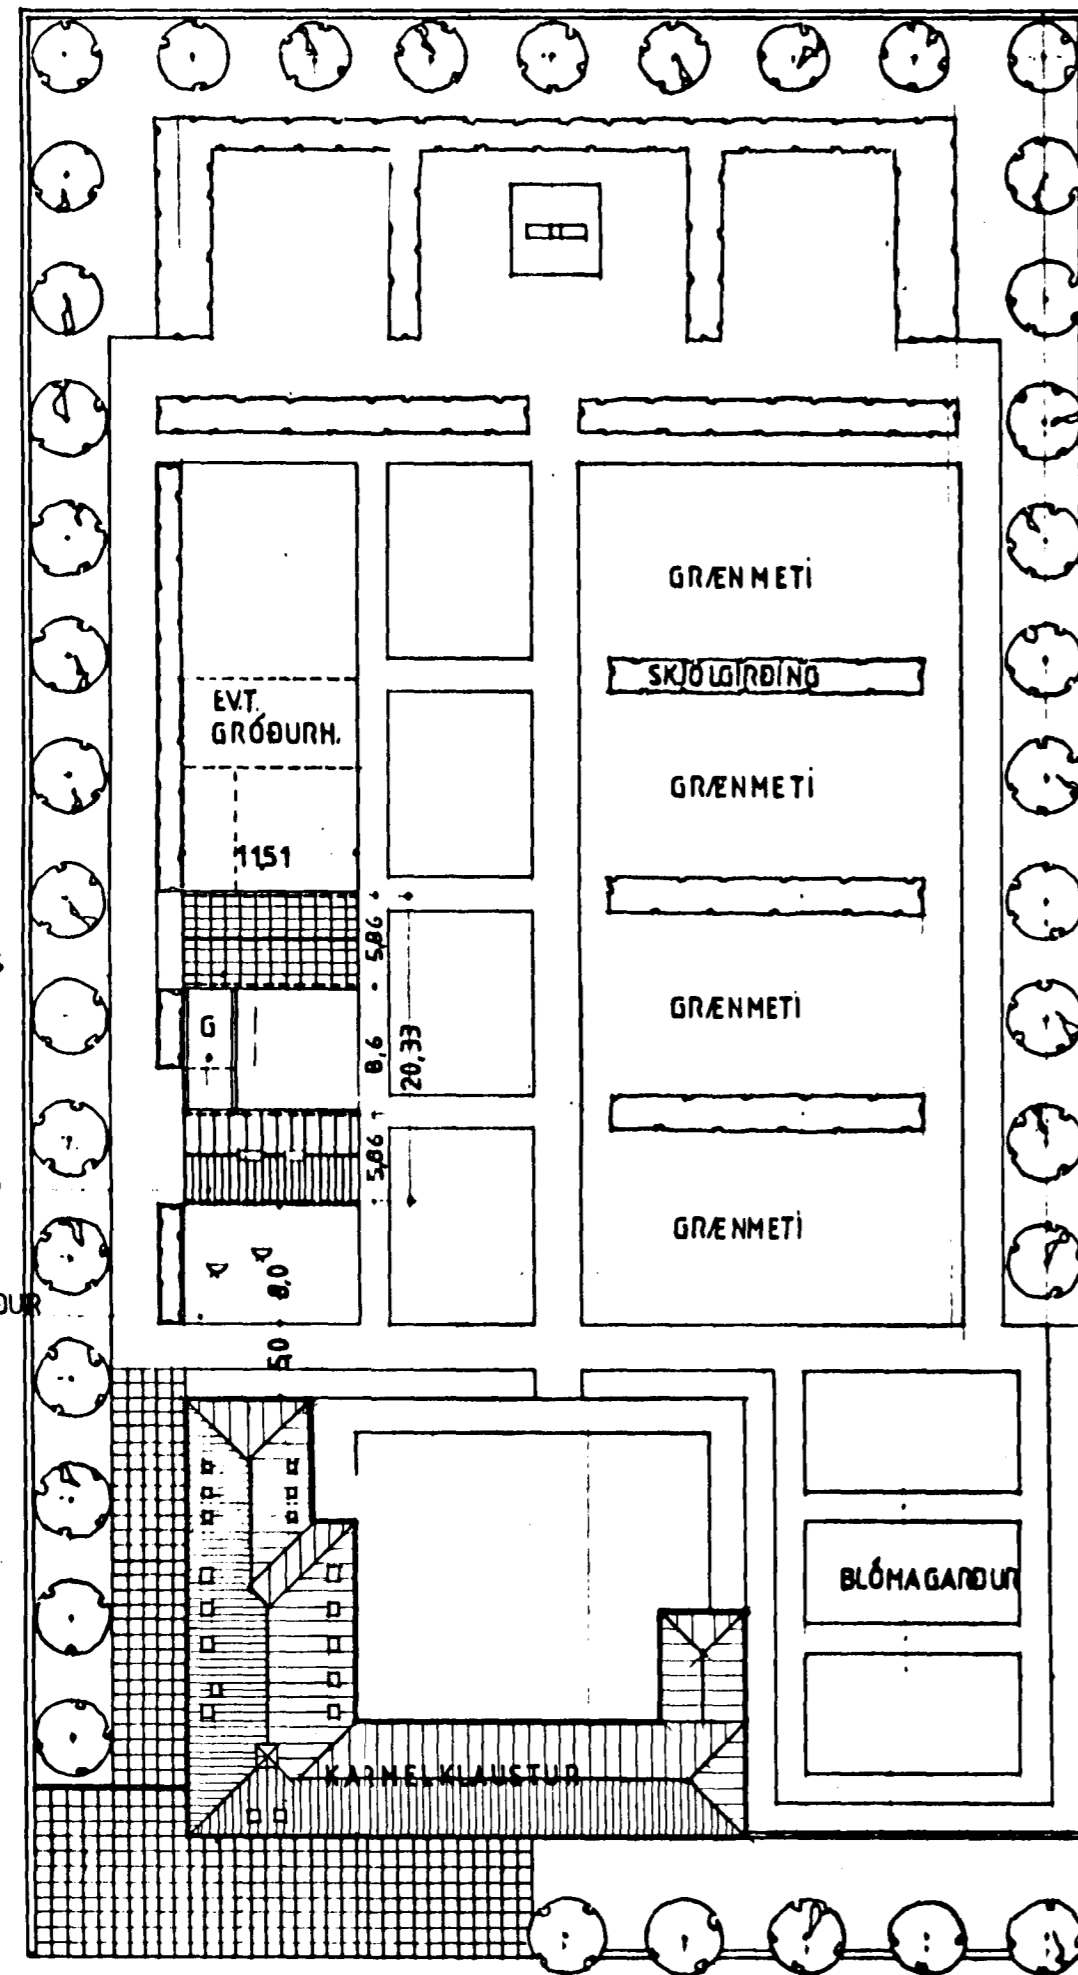 GRÆNMETI
SKJÓLGIRÐING
EV.T.
GRÓÐURH.
GRÆNMETI
11,51
5,86
G
8,6
20,33
GRÆNMETI
5,86
GRÆNMETI
8,0
ÐUR
5,0
BLÓMAGARÐUR
KARMELKLAUSTUR